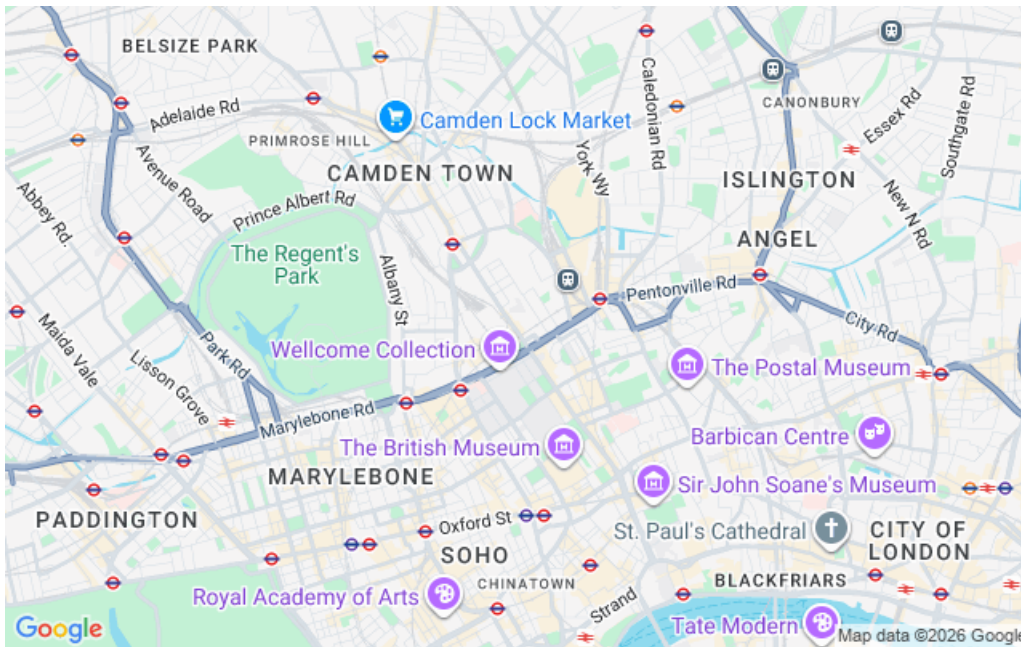 BELSIZE PARK
Adelaide Rd
PRIMROSE HILL
Camden Lock Market
CAMDEN TOWN
Caledonian Rd
York Wy
CANONBURY
Essex Rd
Southgate Rd
ISLINGTON
New N Rd
ANGEL
Abbey Rd.
Avenue Road
Prince Albert Rd
The Regent's
Park
Albany St
Pentonville Rd
City Rd
Maida Vale
Lisson Grove
Park Rd
Wellcome Collection
The Postal Museum
Marylebone Rd
The British Museum
Barbican Centre
MARYLEBONE
Sir John Soane's Museum
PADDINGTON
Oxford St
St. Paul's Cathedral
CITY OF
LONDON
SOHO
CHINATOWN
BLACKFRIARS
Royal Academy of Arts
Strand
Tate Modern
Google
Map data ©2026 Google